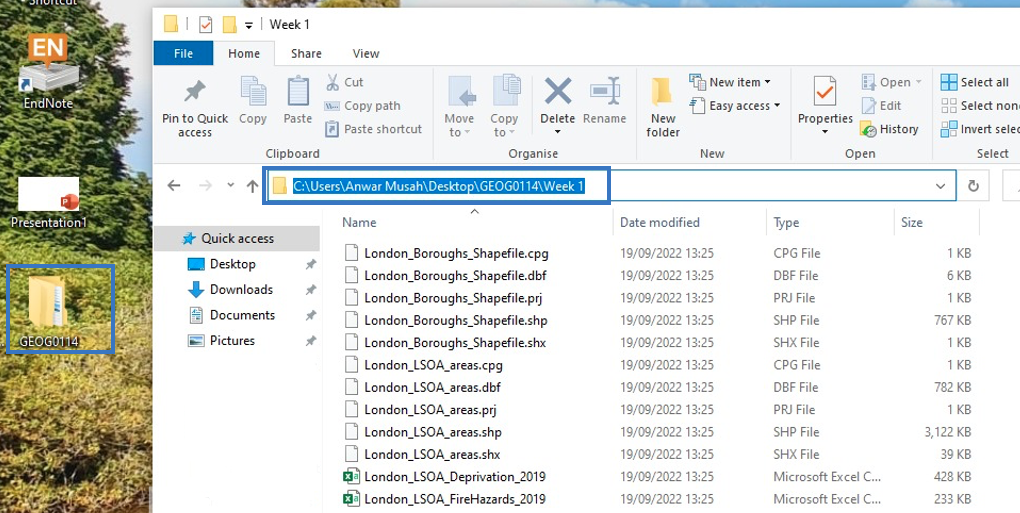 Shortcut
EN
EndNote
Presentation1
GEOG0114
Week 1
File Home Share View
Pin to Quick access
Copy
Paste
Cut
Copy path
Paste shortcut
Clipboard
Move to
Copy to
Delete
Rename
Organise
New folder
New item
Easy access
New
Properties
Open
Edit
History
Open
Select all
Select none
Invert selec
Select
C:\Users\Anwar Musah\Desktop\GEOG0114\Week 1
Quick access
Desktop
Downloads
Documents
Pictures
Name Date modified Type Size
London_Boroughs_Shapefile.cpg 19/09/2022 13:25 CPG File 1 KB
London_Boroughs_Shapefile.dbf 19/09/2022 13:25 DBF File 6 KB
London_Boroughs_Shapefile.prj 19/09/2022 13:25 PRJ File 1 KB
London_Boroughs_Shapefile.shp 19/09/2022 13:25 SHP File 767 KB
London_Boroughs_Shapefile.shx 19/09/2022 13:25 SHX File 1 KB
London_LSOA_areas.cpg 19/09/2022 13:25 CPG File 1 KB
London_LSOA_areas.dbf 19/09/2022 13:25 DBF File 782 KB
London_LSOA_areas.prj 19/09/2022 13:25 PRJ File 1 KB
London_LSOA_areas.shp 19/09/2022 13:25 SHP File 3,122 KB
London_LSOA_areas.shx 19/09/2022 13:25 SHX File 39 KB
London_LSOA_Deprivation_2019 19/09/2022 13:25 Microsoft Excel C... 428 KB
London_LSOA_FireHazards_2019 19/09/2022 13:25 Microsoft Excel C... 233 KB